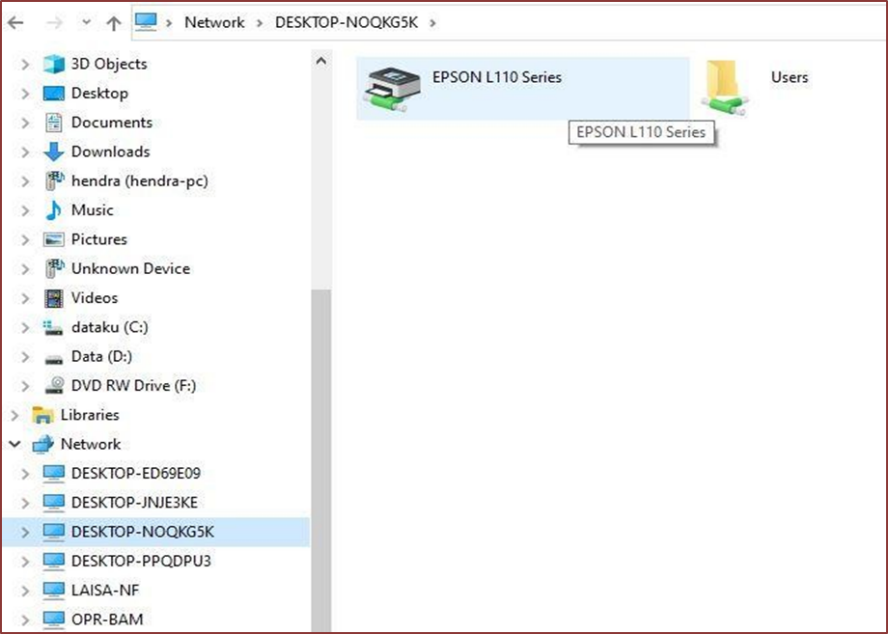 Network
DESKTOP-NOQKG5K
3D Objects
Desktop
Documents
Downloads
hendra (hendra-pc)
Music
Pictures
Unknown Device
Videos
dataku (C:)
Data (D:)
DVD RW Drive (F:)
Libraries
Network
DESKTOP-ED69E09
DESKTOP-JNJE3KE
DESKTOP-NOQKG5K
DESKTOP-PPQDPU3
LAISA-NF
OPR-BAM
EPSON L110 Series
Users
EPSON L110 Series